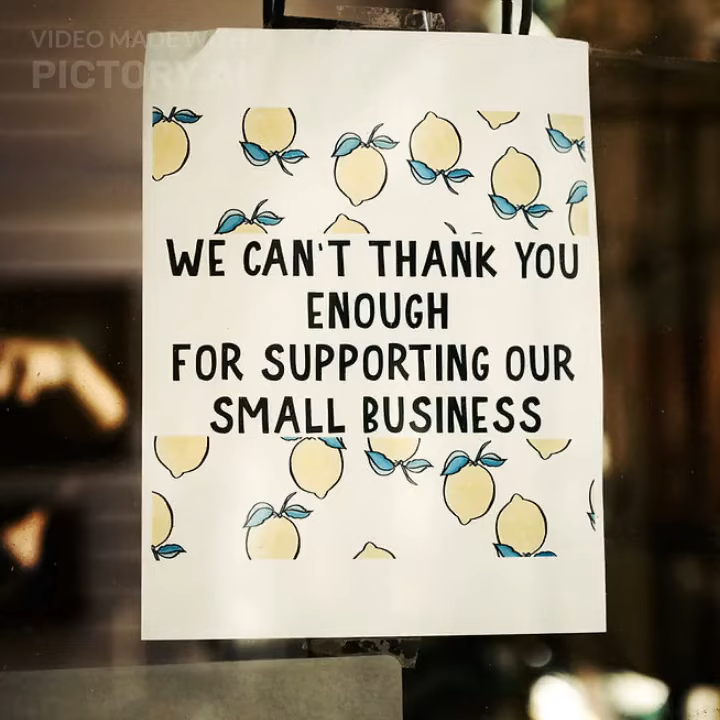 VIDEO MADE WITH
PICTORY.AI
WE CAN'T THANK YOU
ENOUGH
FOR SUPPORTING OUR
SMALL BUSINESS